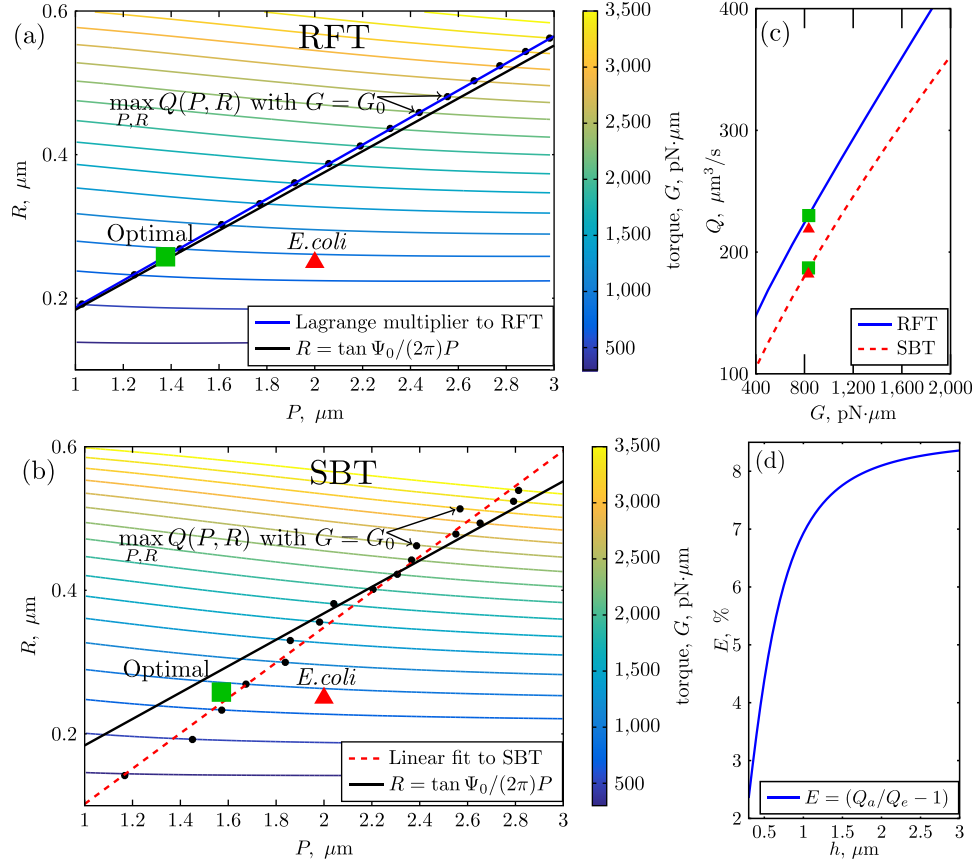 (a)
RFT
max Q(P, R) with G = G₀
P,R
Optimal
E.coli
Lagrange multiplier to RFT
R = tan Ψ₀/(2π)P
0.6
0.4
0.2
R, μm
1 1.2 1.4 1.6 1.8 2 2.2 2.4 2.6 2.8 3
P, μm
3,500
3,000
2,500
2,000
1,500
1,000
500
torque, G, pN·μm
(c)
400
300
200
100
Q, μm³/s
RFT
SBT
400 800 1,200 1,600 2,000
G, pN·μm
(b)
SBT
max Q(P, R) with G = G₀
P,R
Optimal
E.coli
Linear fit to SBT
R = tan Ψ₀/(2π)P
0.6
0.4
0.2
R, μm
1 1.2 1.4 1.6 1.8 2 2.2 2.4 2.6 2.8 3
P, μm
3,500
3,000
2,500
2,000
1,500
1,000
500
torque, G, pN·μm
(d)
8
7
6
5
4
3
2
E, %
E = (Qₐ/Qₑ − 1)
0.5 1 1.5 2 2.5 3
h, μm